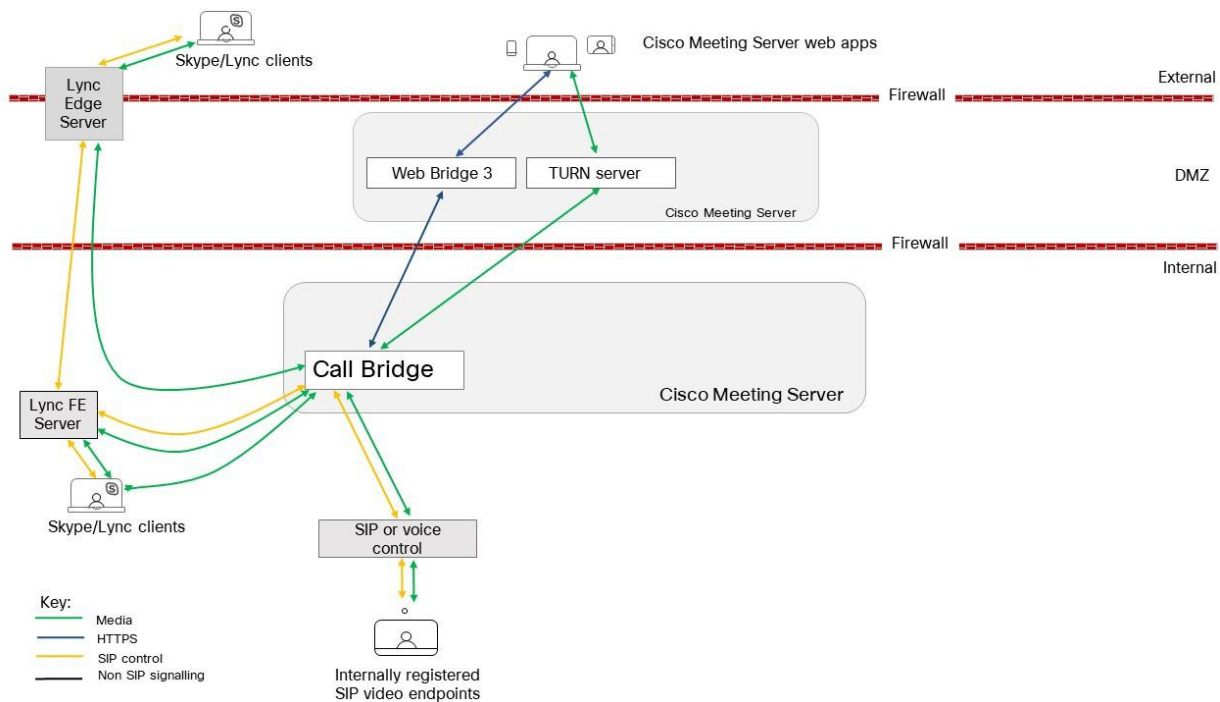 Skype/Lync clients
Cisco Meeting Server web apps
External
Lync
Edge
Server
Firewall
Web Bridge 3
TURN server
DMZ
Cisco Meeting Server
Firewall
Internal
Call Bridge
Cisco Meeting Server
Lync FE
Server
Skype/Lync clients
SIP or voice
control
Key:
Media
HTTPS
SIP control
Non SIP signalling
Internally registered
SIP video endpoints